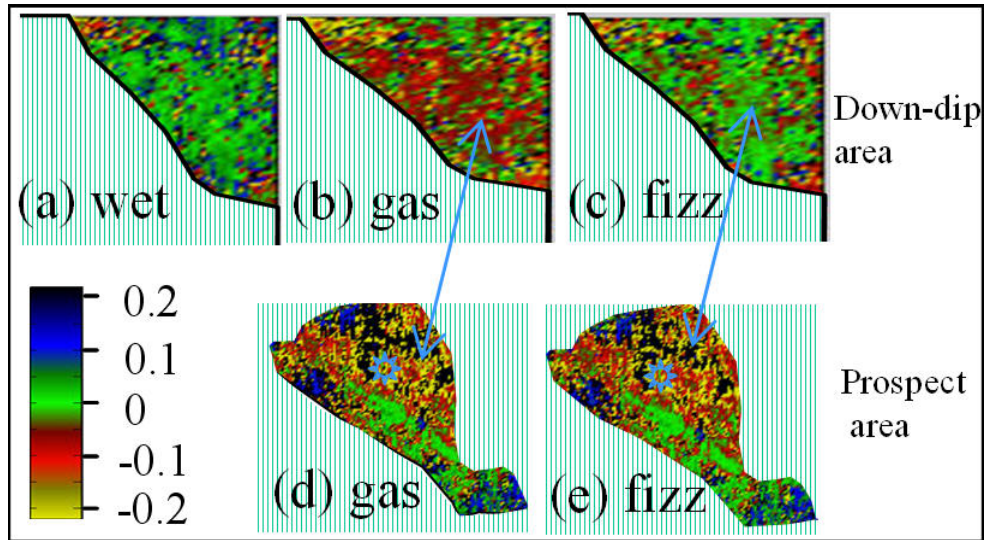 (a) wet
(b) gas
(c) fizz
Down-dip
area
0.2
0.1
0
-0.1
-0.2
(d) gas
(e) fizz
Prospect
area